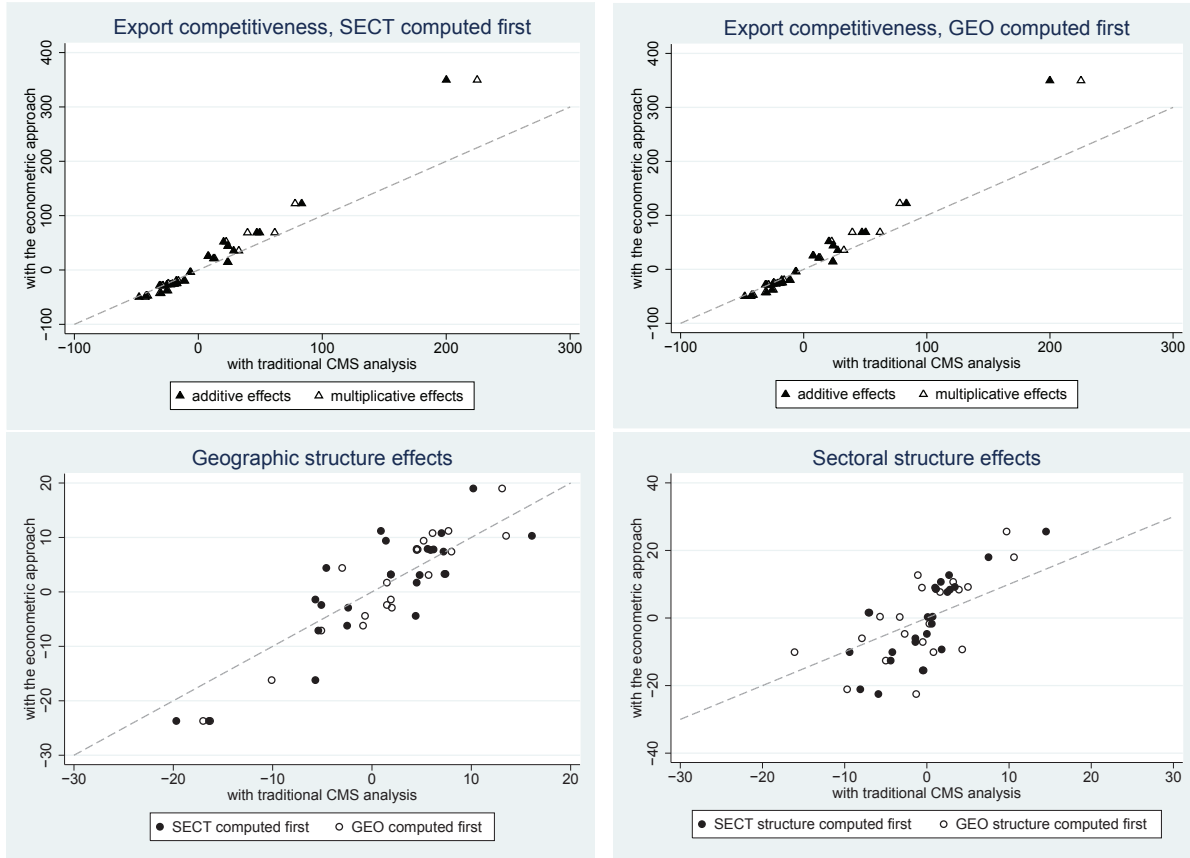 Export competitiveness, SECT computed first
with the econometric approach
400
300
200
100
0
−100
−100 0 100 200 300
with traditional CMS analysis
additive effects multiplicative effects
Export competitiveness, GEO computed first
with the econometric approach
400
300
200
100
0
−100
−100 0 100 200 300
with traditional CMS analysis
additive effects multiplicative effects
Geographic structure effects
with the econometric approach
20
10
0
−10
−20
−30
−30 −20 −10 0 10 20
with traditional CMS analysis
SECT computed first GEO computed first
Sectoral structure effects
with the econometric approach
40
20
0
−20
−40
−30 −20 −10 0 10 20 30
with traditional CMS analysis
SECT structure computed first GEO structure computed first